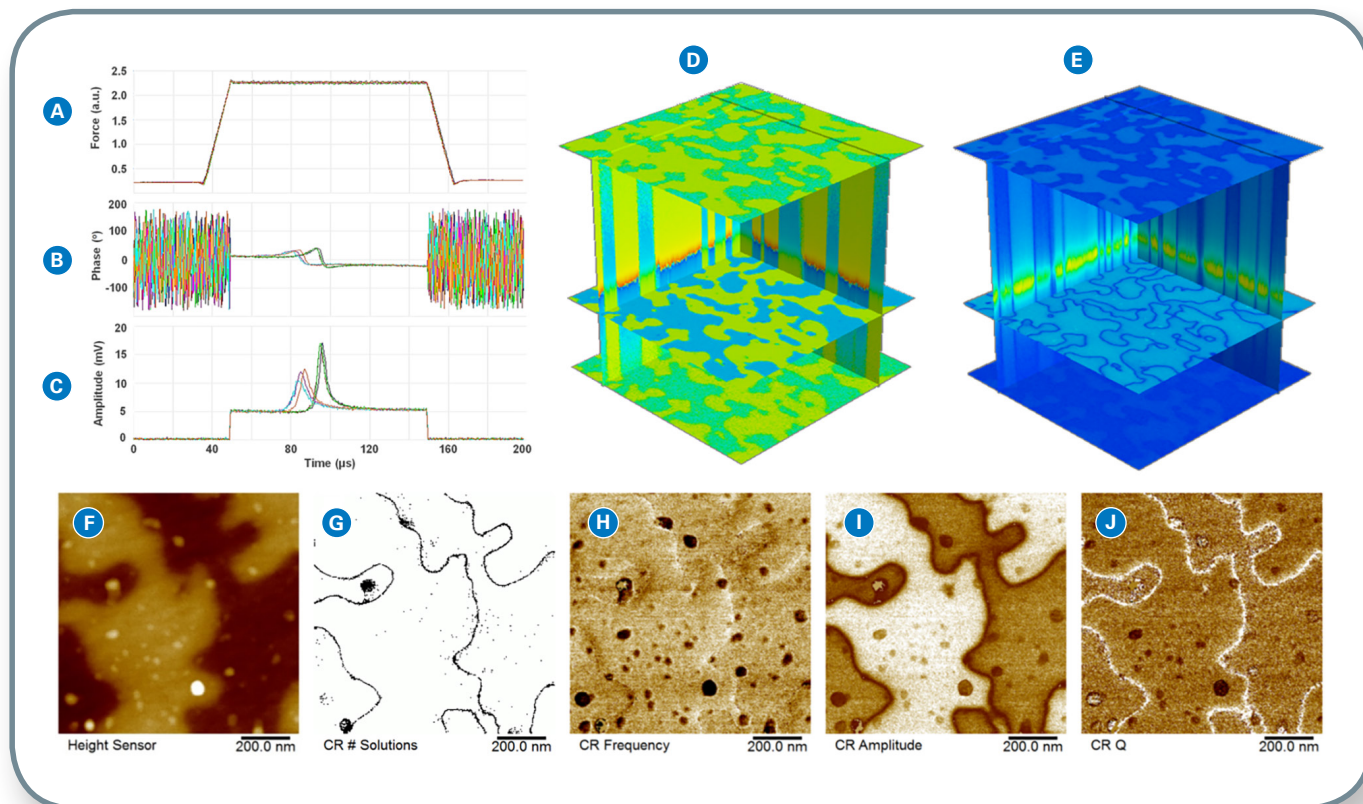 A
Force (a.u.)
2.5
2.0
1.5
1.0
0.5
B
Phase (°)
200
100
0
-100
C
Amplitude (mV)
20
15
10
5
0
0 40 80 120 160 200
Time (µs)
D
E
F
Height Sensor
200.0 nm
G
CR # Solutions
200.0 nm
H
CR Frequency
200.0 nm
I
CR Amplitude
200.0 nm
J
CR Q
200.0 nm